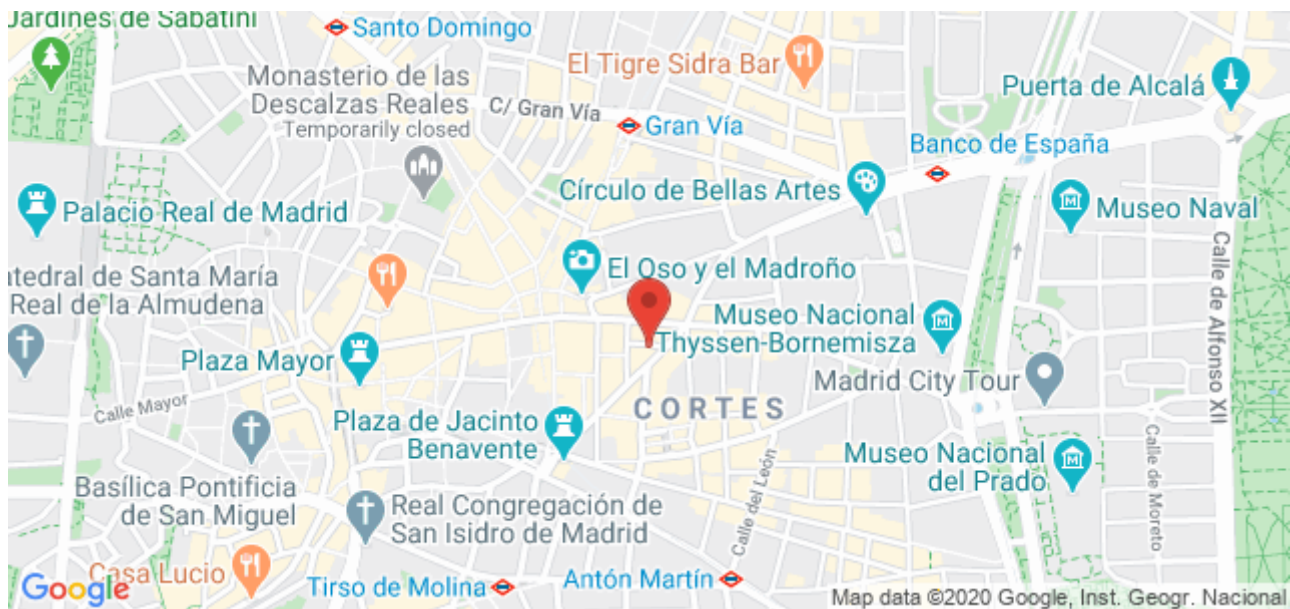 Jardines de Sabatini
Santo Domingo
El Tigre Sidra Bar
Monasterio de las
Descalzas Reales
Temporarily closed
C/ Gran Vía
Gran Vía
Puerta de Alcalá
Banco de España
Círculo de Bellas Artes
Palacio Real de Madrid
Museo Naval
El Oso y el Madroño
atedral de Santa María
Real de la Almudena
Museo Nacional
Thyssen-Bornemisza
Calle de Alfonso XII
Plaza Mayor
Madrid City Tour
Calle Mayor
CORTES
Plaza de Jacinto
Benavente
Museo Nacional
del Prado
Calle del León
Calle de Moreto
Basílica Pontificia
de San Miguel
Real Congregación de
San Isidro de Madrid
Casa Lucio
Tirso de Molina
Antón Martín
Google
Map data ©2020 Google, Inst. Geogr. Nacional